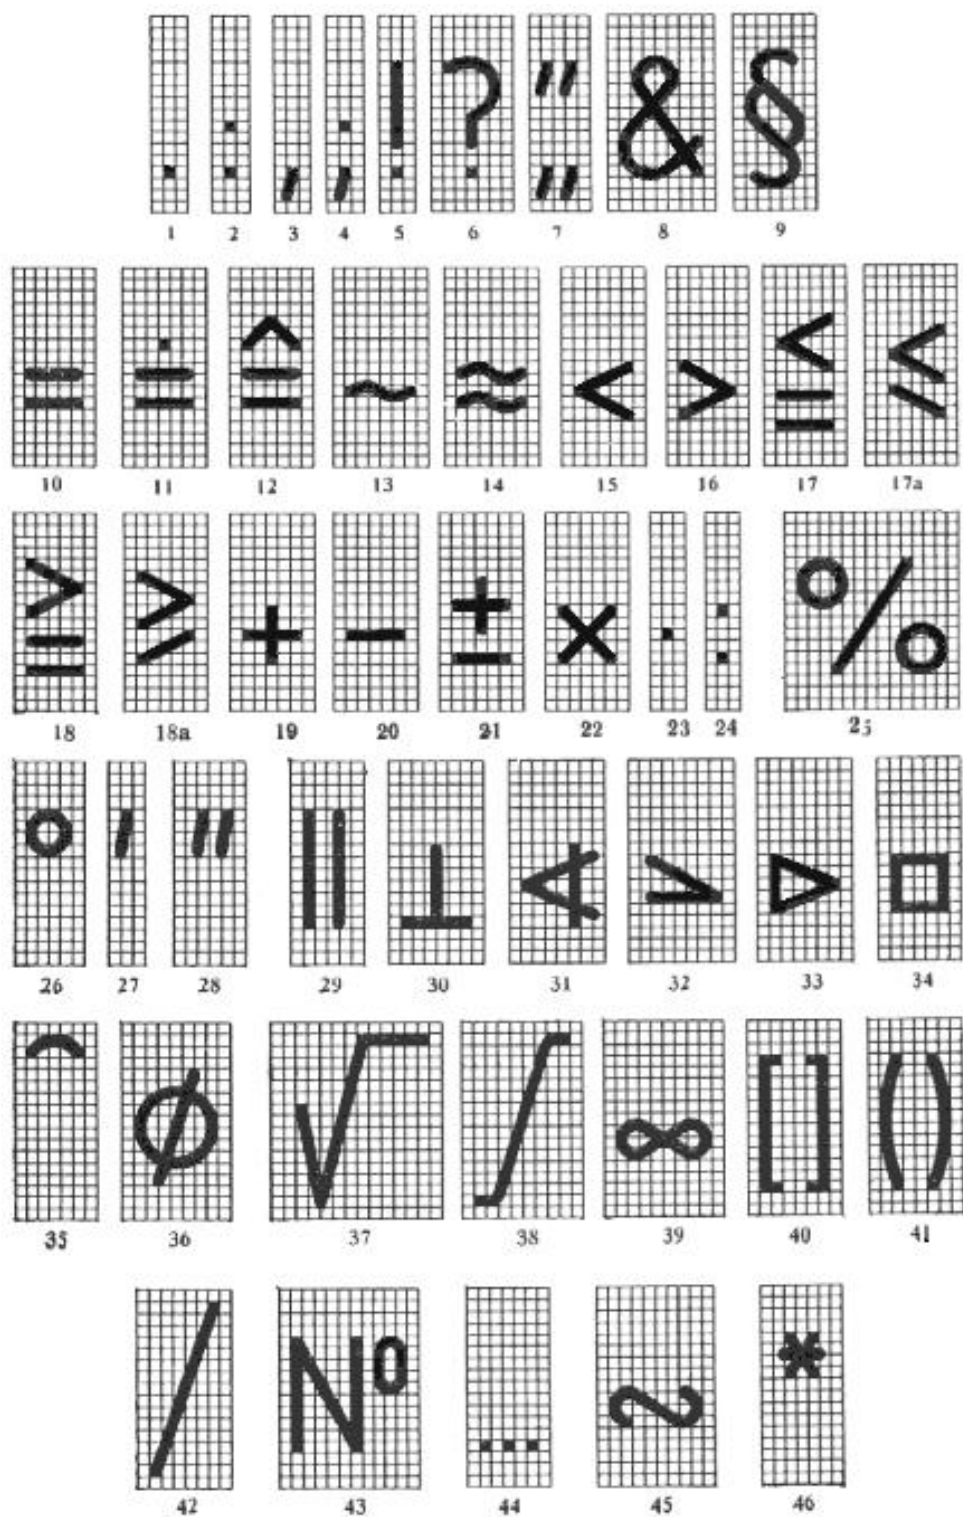 . : , ; ! ? " „ & §
1 2 3 4 5 6 7 8 9
= ≐ ≙ ~ ≈ < > ≦ ⩽
10 11 12 13 14 15 16 17 17a
≧ ⩾ + − ± × · : %
18 18a 19 20 21 22 23 24 25
° ′ ″ ∥ ⊥ ∢ ⦣ ▷ □
26 27 28 29 30 31 32 33 34
⌒ ∅ √ ∫ ∞ [ ] ( )
35 36 37 38 39 40 41
/ № ... ∾ *
42 43 44 45 46